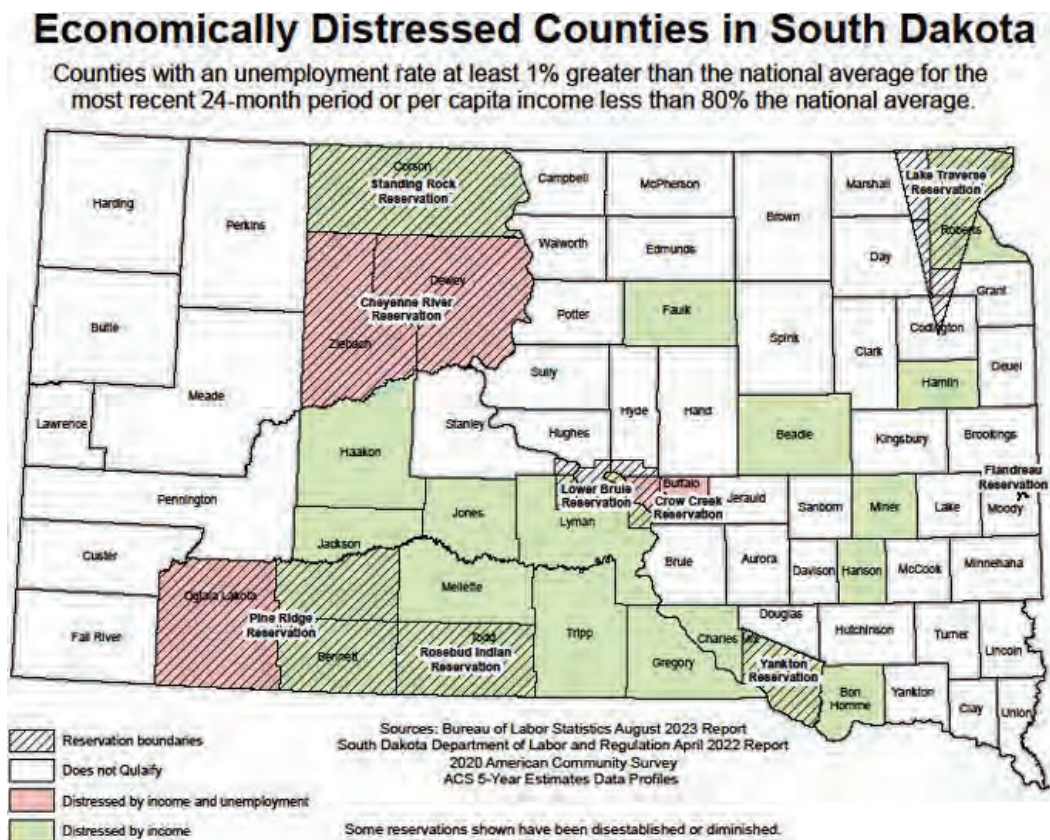 Economically Distressed Counties in South Dakota
Counties with an unemployment rate at least 1% greater than the national average for the
most recent 24-month period or per capita income less than 80% the national average.
Harding
Perkins
Corson
Standing Rock
Reservation
Campbell
McPherson
Brown
Marshall
Lake Traverse
Reservation
Roberts
Walworth
Edmunds
Day
Dewey
Cheyenne River
Reservation
Ziebach
Butte
Potter
Faulk
Spink
Clark
Codington
Grant
Meade
Sully
Hyde
Hand
Hamlin
Deuel
Lawrence
Stanley
Hughes
Beadle
Kingsbury
Brookings
Haakon
Flandreau
Reservation
Pennington
Lower Brule
Reservation
Buffalo
Crow Creek
Reservation
Jerauld
Sanborn
Miner
Lake
Moody
Jones
Lyman
Custer
Jackson
Brule
Aurora
Davison
Hanson
McCook
Minnehaha
Mellette
Oglala Lakota
Pine Ridge
Reservation
Fall River
Bennett
Todd
Rosebud Indian
Reservation
Tripp
Gregory
Charles Mix
Douglas
Hutchinson
Turner
Lincoln
Yankton
Reservation
Bon
Homme
Yankton
Clay
Union
Reservation boundaries
Does not Qulaify
Distressed by income and unemployment
Distressed by income
Sources: Bureau of Labor Statistics August 2023 Report
South Dakota Department of Labor and Regulation April 2022 Report
2020 American Community Survey
ACS 5-Year Estimates Data Profiles
Some reservations shown have been disestablished or diminished.